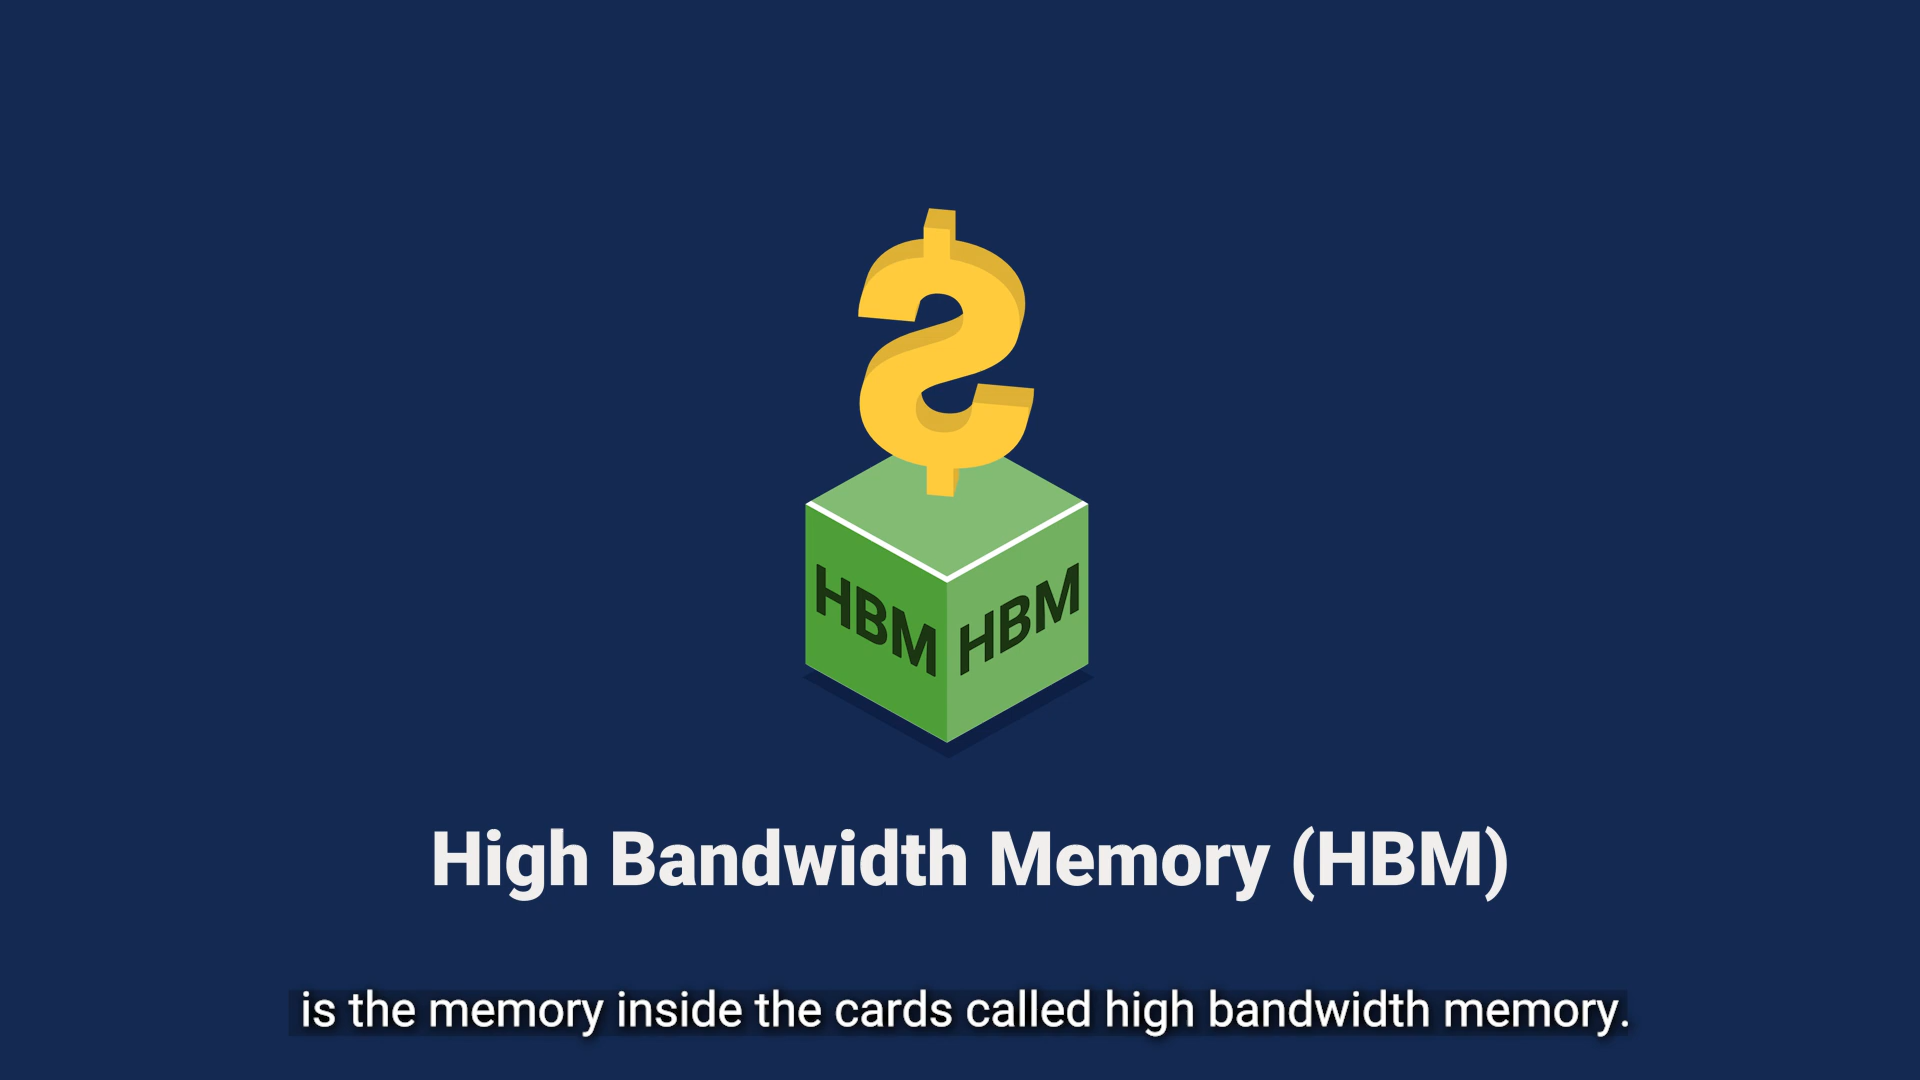 $
HBM HBM
High Bandwidth Memory (HBM)
is the memory inside the cards called high bandwidth memory.